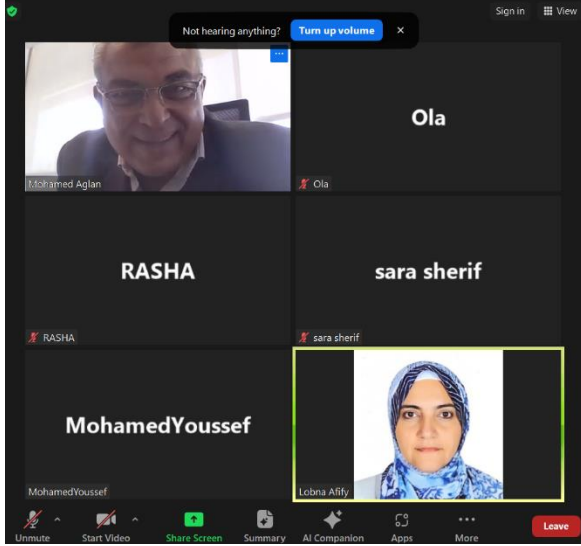 Sign in
View
Not hearing anything?
Turn up volume
×
Mohamed Aglan
Ola
Ola
RASHA
RASHA
sara sherif
sara sherif
MohamedYoussef
MohamedYoussef
Lobna Afify
Unmute
Start Video
Share Screen
Summary
AI Companion
Apps
More
Leave